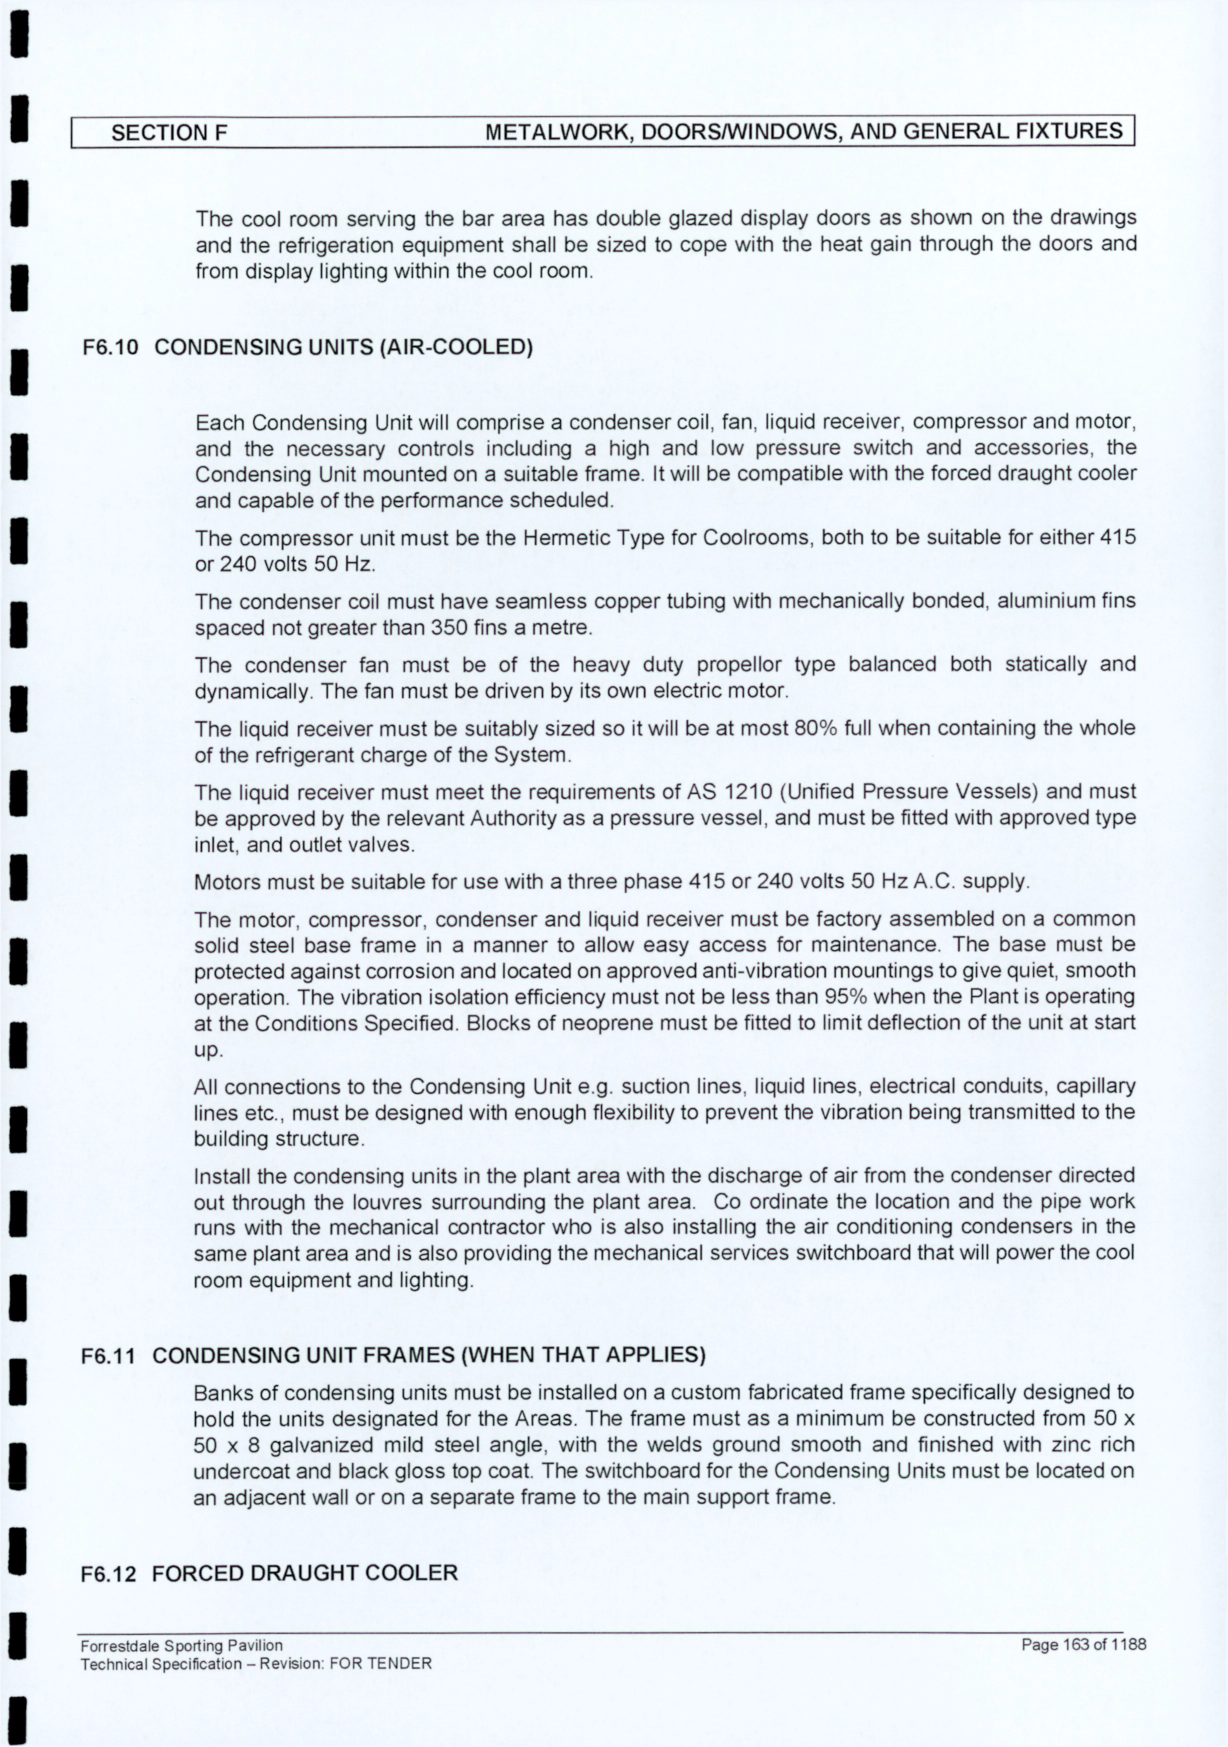 SECTION F METALWORK, DOORS/WINDOWS, AND GENERAL FIXTURES
The cool room serving the bar area has double glazed display doors as shown on the drawings
and the refrigeration equipment shall be sized to cope with the heat gain through the doors and
from display lighting within the cool room.
F6.10 CONDENSING UNITS (AIR-COOLED)
Each Condensing Unit will comprise a condenser coil, fan, liquid receiver, compressor and motor,
and the necessary controls including a high and low pressure switch and accessories, the
Condensing Unit mounted on a suitable frame. It will be compatible with the forced draught cooler
and capable of the performance scheduled.
The compressor unit must be the Hermetic Type for Coolrooms, both to be suitable for either 415
or 240 volts 50 Hz.
The condenser coil must have seamless copper tubing with mechanically bonded, aluminium fins
spaced not greater than 350 fins a metre.
The condenser fan must be of the heavy duty propellor type balanced both statically and
dynamically. The fan must be driven by its own electric motor.
The liquid receiver must be suitably sized so it will be at most 80% full when containing the whole
of the refrigerant charge of the System.
The liquid receiver must meet the requirements of AS 1210 (Unified Pressure Vessels) and must
be approved by the relevant Authority as a pressure vessel, and must be fitted with approved type
inlet, and outlet valves.
Motors must be suitable for use with a three phase 415 or 240 volts 50 Hz A.C. supply.
The motor, compressor, condenser and liquid receiver must be factory assembled on a common
solid steel base frame in a manner to allow easy access for maintenance. The base must be
protected against corrosion and located on approved anti-vibration mountings to give quiet, smooth
operation. The vibration isolation efficiency must not be less than 95% when the Plant is operating
at the Conditions Specified. Blocks of neoprene must be fitted to limit deflection of the unit at start
up.
All connections to the Condensing Unit e.g. suction lines, liquid lines, electrical conduits, capillary
lines etc., must be designed with enough flexibility to prevent the vibration being transmitted to the
building structure.
Install the condensing units in the plant area with the discharge of air from the condenser directed
out through the louvres surrounding the plant area. Co ordinate the location and the pipe work
runs with the mechanical contractor who is also installing the air conditioning condensers in the
same plant area and is also providing the mechanical services switchboard that will power the cool
room equipment and lighting.
F6.11 CONDENSING UNIT FRAMES (WHEN THAT APPLIES)
Banks of condensing units must be installed on a custom fabricated frame specifically designed to
hold the units designated for the Areas. The frame must as a minimum be constructed from 50 x
50 x 8 galvanized mild steel angle, with the welds ground smooth and finished with zinc rich
undercoat and black gloss top coat. The switchboard for the Condensing Units must be located on
an adjacent wall or on a separate frame to the main support frame.
F6.12 FORCED DRAUGHT COOLER
Forrestdale Sporting Pavilion Page 163 of 1188
Technical Specification – Revision: FOR TENDER